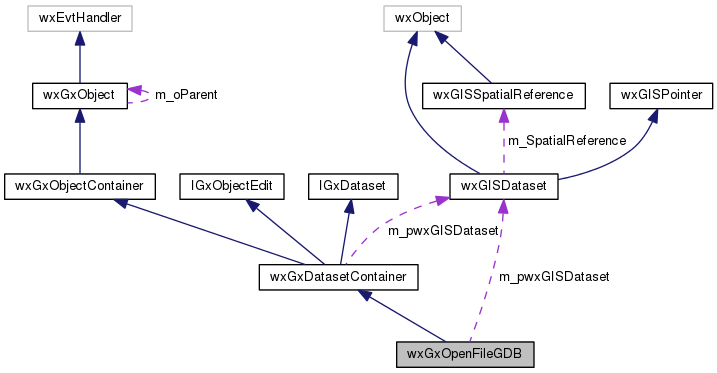 wxEvtHandler
wxObject
wxGxObject
m_oParent
wxGISSpatialReference
wxGISPointer
m_SpatialReference
wxGxObjectContainer
IGxObjectEdit
IGxDataset
wxGISDataset
m_pwxGISDataset
wxGxDatasetContainer
m_pwxGISDataset
wxGxOpenFileGDB